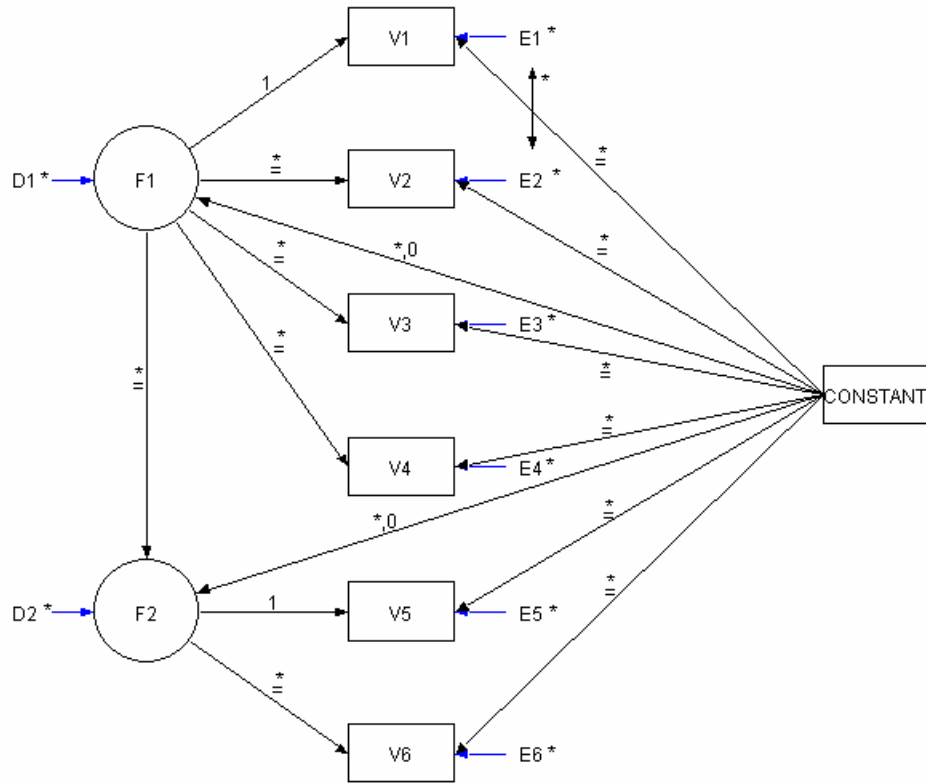 V1
E1 *
1
*
*
=
D1 *
F1
*
=
V2
E2 *
*
=
*,0
*
=
V3
E3 *
*
=
*
=
*
=
CONSTANT
*
=
V4
E4 *
*,0
*
=
D2 *
F2
1
V5
E5 *
*
=
*
=
V6
E6 *